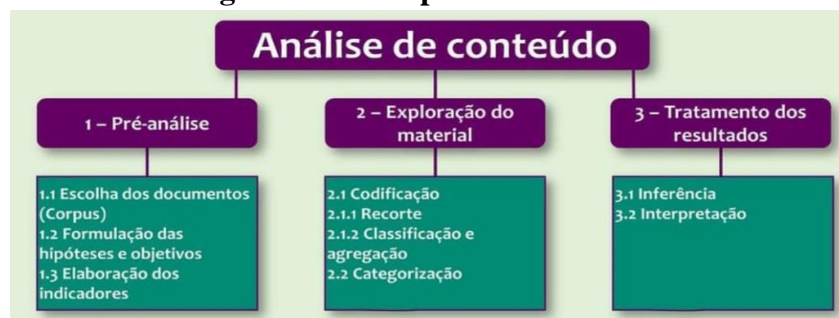 Análise de conteúdo
1 – Pré-análise
2 – Exploração do
material
3 – Tratamento dos
resultados
1.1 Escolha dos documentos
(Corpus)
1.2 Formulação das
hipóteses e objetivos
1.3 Elaboração dos
indicadores
2.1 Codificação
2.1.1 Recorte
2.1.2 Classificação e
agregação
2.2 Categorização
3.1 Inferência
3.2 Interpretação